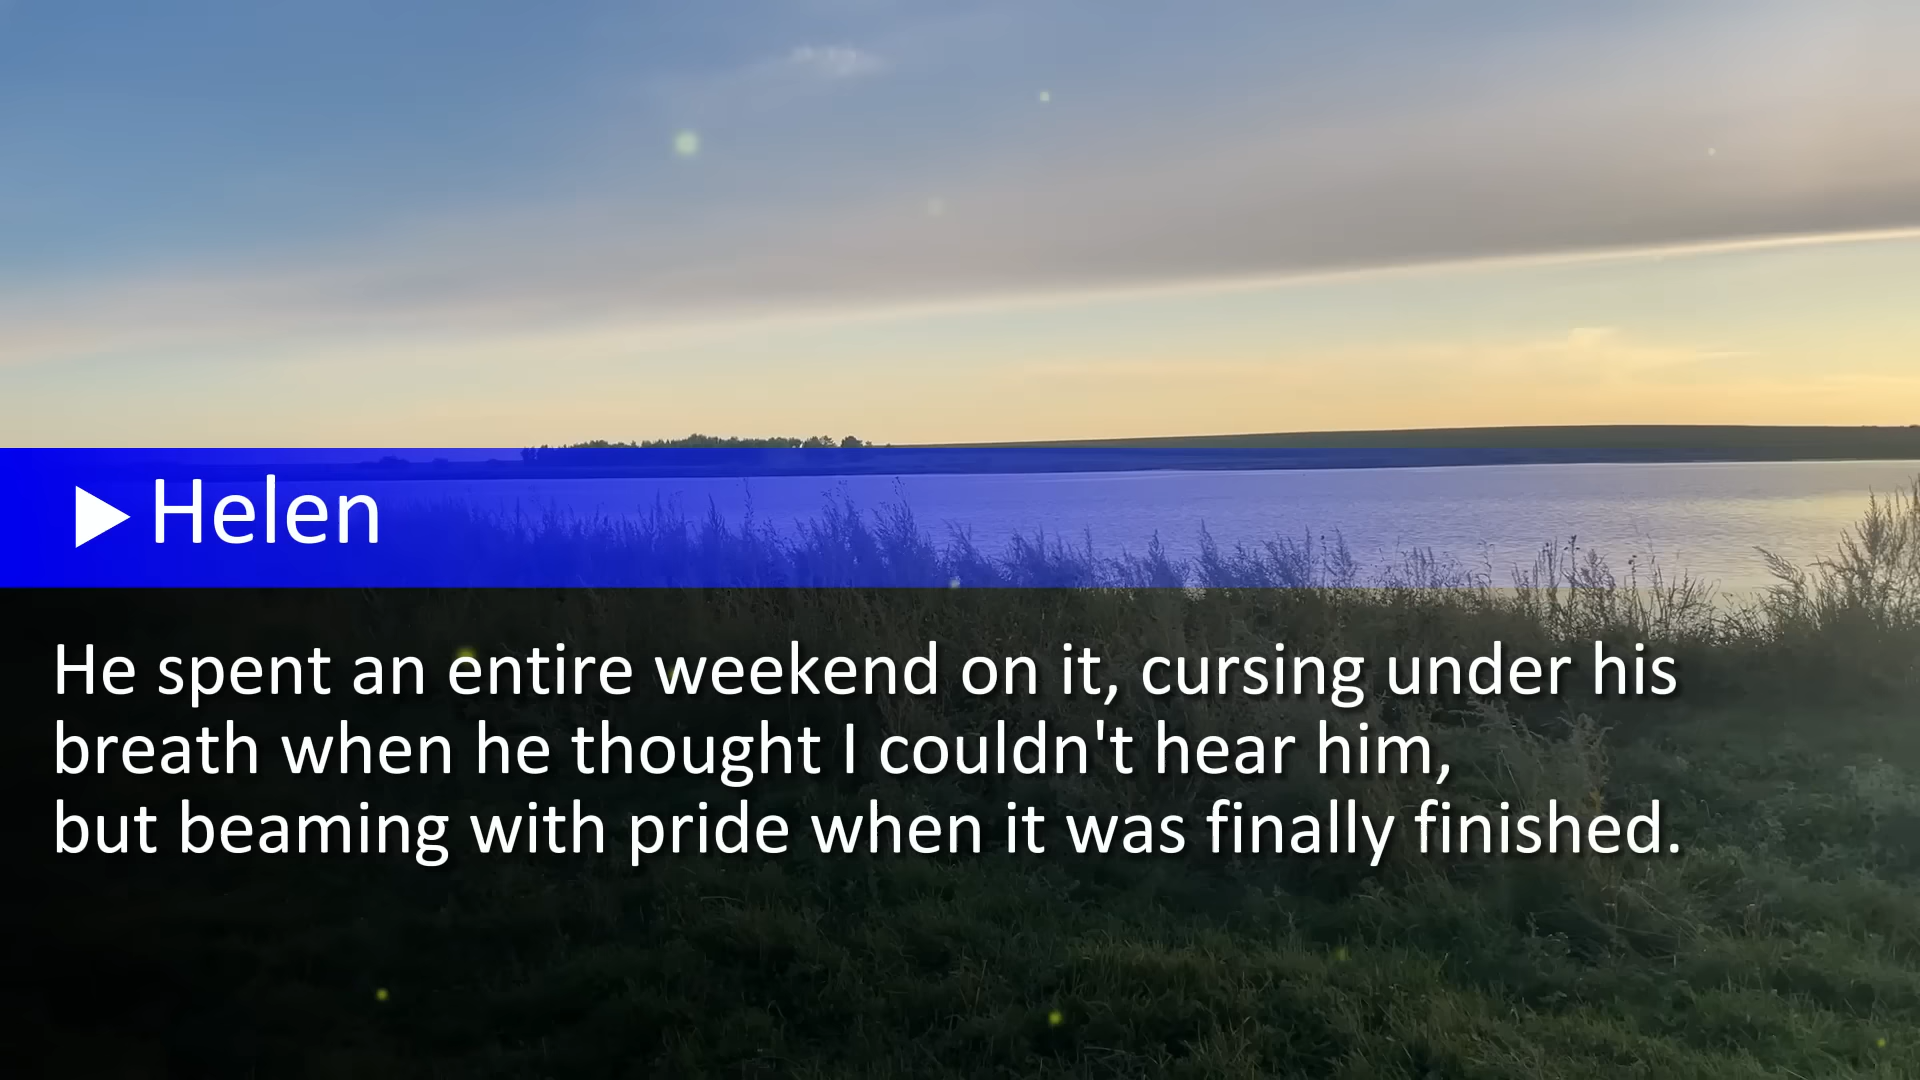 Helen
He spent an entire weekend on it, cursing under his
breath when he thought I couldn't hear him,
but beaming with pride when it was finally finished.